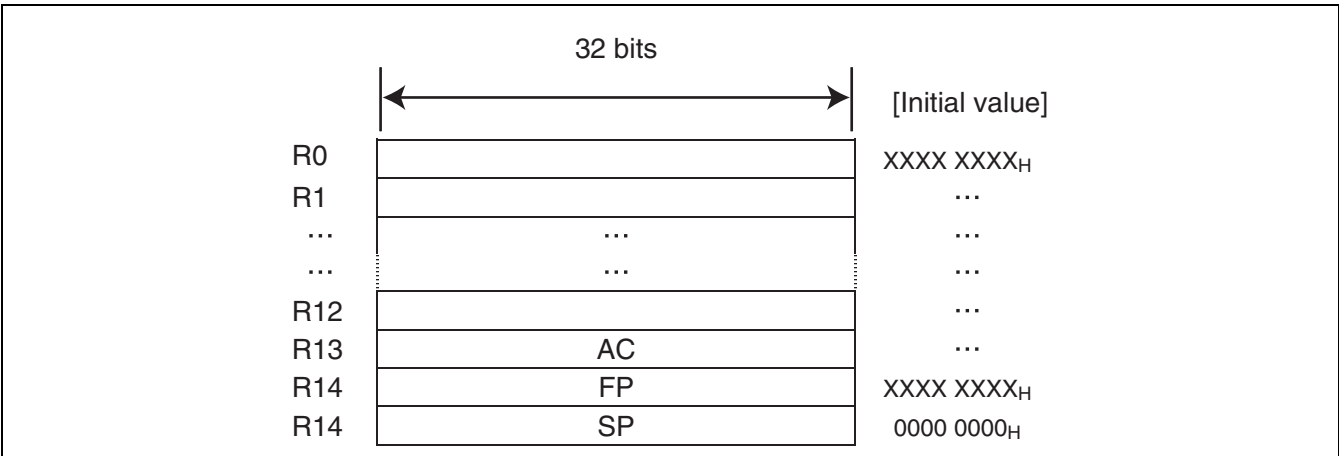 32 bits
[Initial value]
R0 XXXX XXXXH
R1 ...
... ... ...
... ... ...
R12 ...
R13 AC ...
R14 FP XXXX XXXXH
R14 SP 0000 0000H